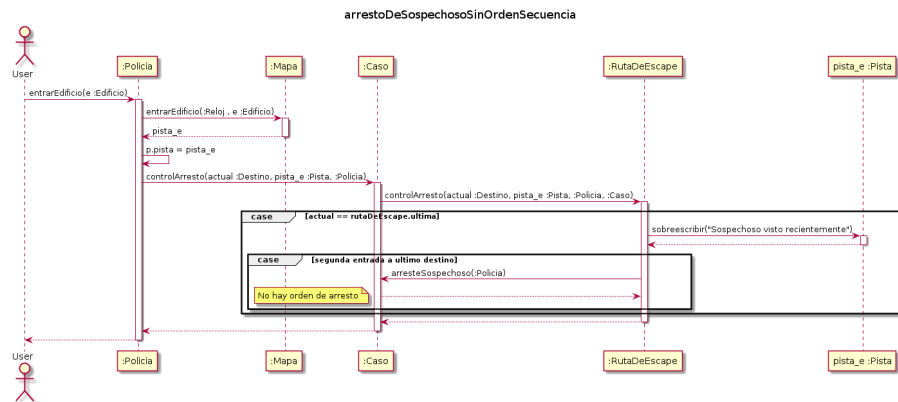 arrestoDeSospechosoSinOrdenSecuencia
User
:Policia
:Mapa
:Caso
:RutaDeEscape
pista_e :Pista
entrarEdificio(e :Edificio)
entrarEdificio(:Reloj , e :Edificio)
pista_e
p.pista = pista_e
controlArresto(actual :Destino, pista_e :Pista, :Policia)
controlArresto(actual :Destino, pista_e :Pista, :Policia, :Caso)
case
[actual == rutaDeEscape.ultima]
sobreescribir("Sospechoso visto recientemente")
case
[segunda entrada a ultimo destino]
arresteSospechoso(:Policia)
No hay orden de arresto
User
:Policia
:Mapa
:Caso
:RutaDeEscape
pista_e :Pista